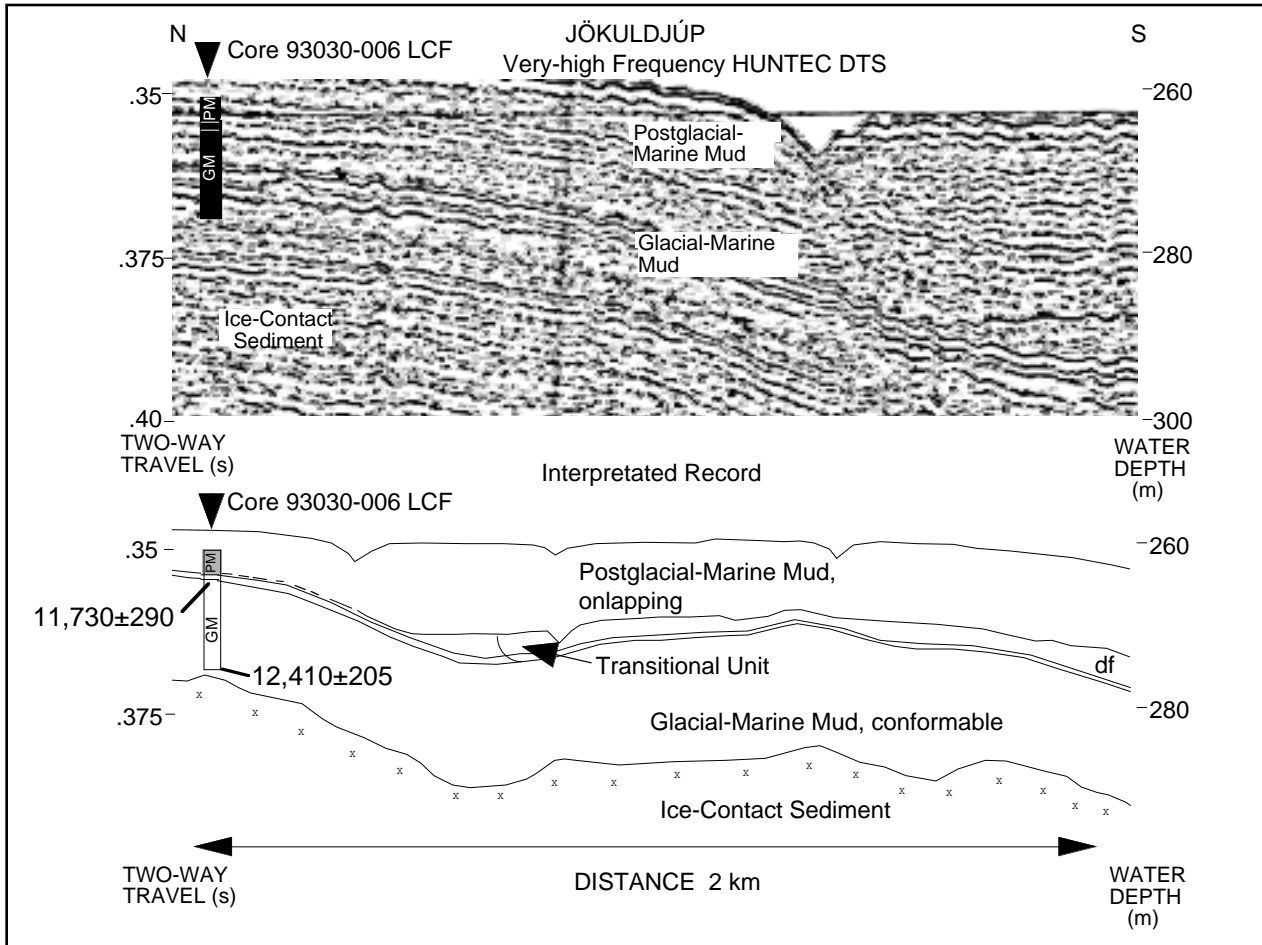 N JÖKULDJÚP S
Core 93030-006 LCF
Very-high Frequency HUNTEC DTS
.35 260
PM
GM
Postglacial-
Marine Mud
Glacial-Marine
Mud
.375 280
Ice-Contact
Sediment
.40 300
TWO-WAY
TRAVEL (s)
WATER
DEPTH
(m)
Interpretated Record
Core 93030-006 LCF
.35 260
PM
GM
Postglacial-Marine Mud,
onlapping
11,730±290
Transitional Unit
df
12,410±205
.375 280
Glacial-Marine Mud, conformable
x x x x x x x x x x x x x x x x x x x
Ice-Contact Sediment
TWO-WAY
TRAVEL (s)
DISTANCE 2 km
WATER
DEPTH
(m)